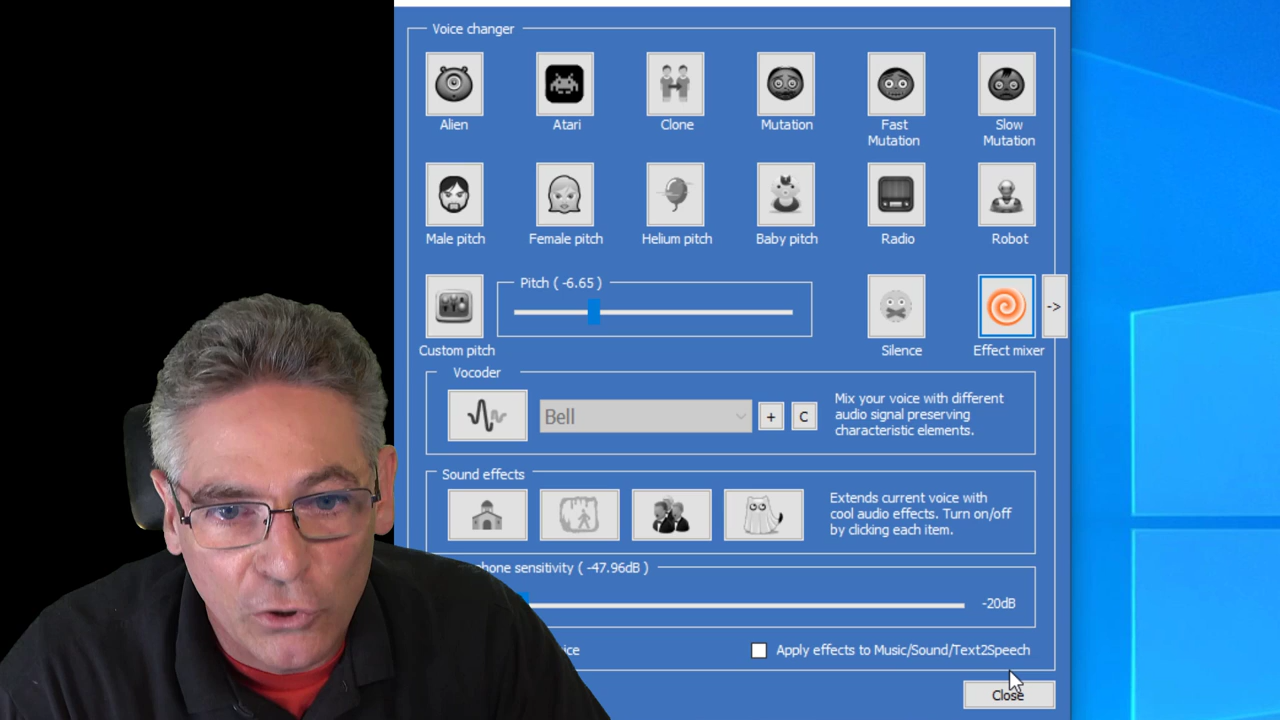 Voice changer
Alien
Atari
Clone
Mutation
Fast
Mutation
Slow
Mutation
Male pitch
Female pitch
Helium pitch
Baby pitch
Radio
Robot
Custom pitch
Pitch ( -6.65 )
Silence
Effect mixer
->
Vocoder
Bell
+
C
Mix your voice with different
audio signal preserving
characteristic elements.
Sound effects
Extends current voice with
cool audio effects. Turn on/off
by clicking each item.
sensitivity ( -47.96dB )
-20dB
Apply effects to Music/Sound/Text2Speech
Close